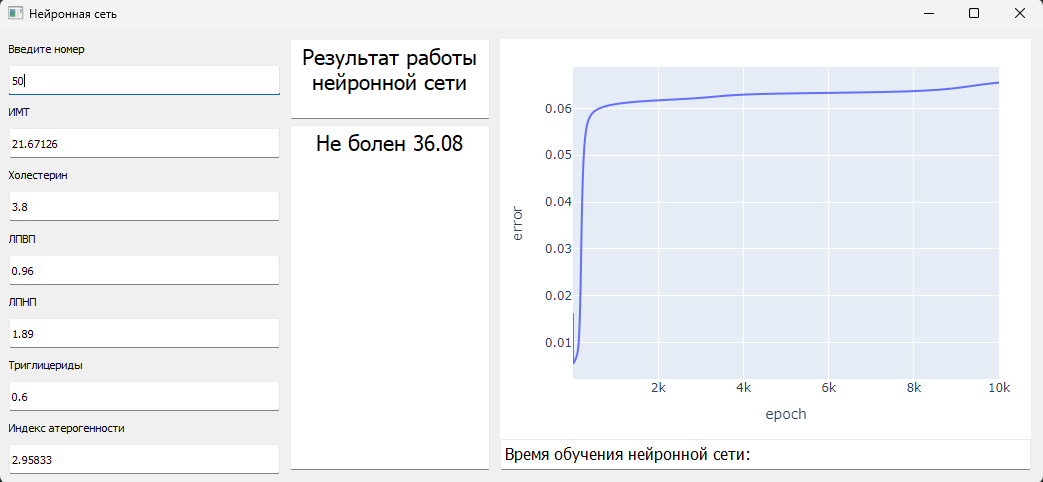 Нейронная сеть
Введите номер
50
ИМТ
21.67126
Холестерин
3.8
ЛПВП
0.96
ЛПНП
1.89
Триглицериды
0.6
Индекс атерогенности
2.95833
Результат работы
нейронной сети
Не болен 36.08
0.06
0.05
0.04
0.03
0.02
0.01
error
2k
4k
6k
8k
10k
epoch
Время обучения нейронной сети: